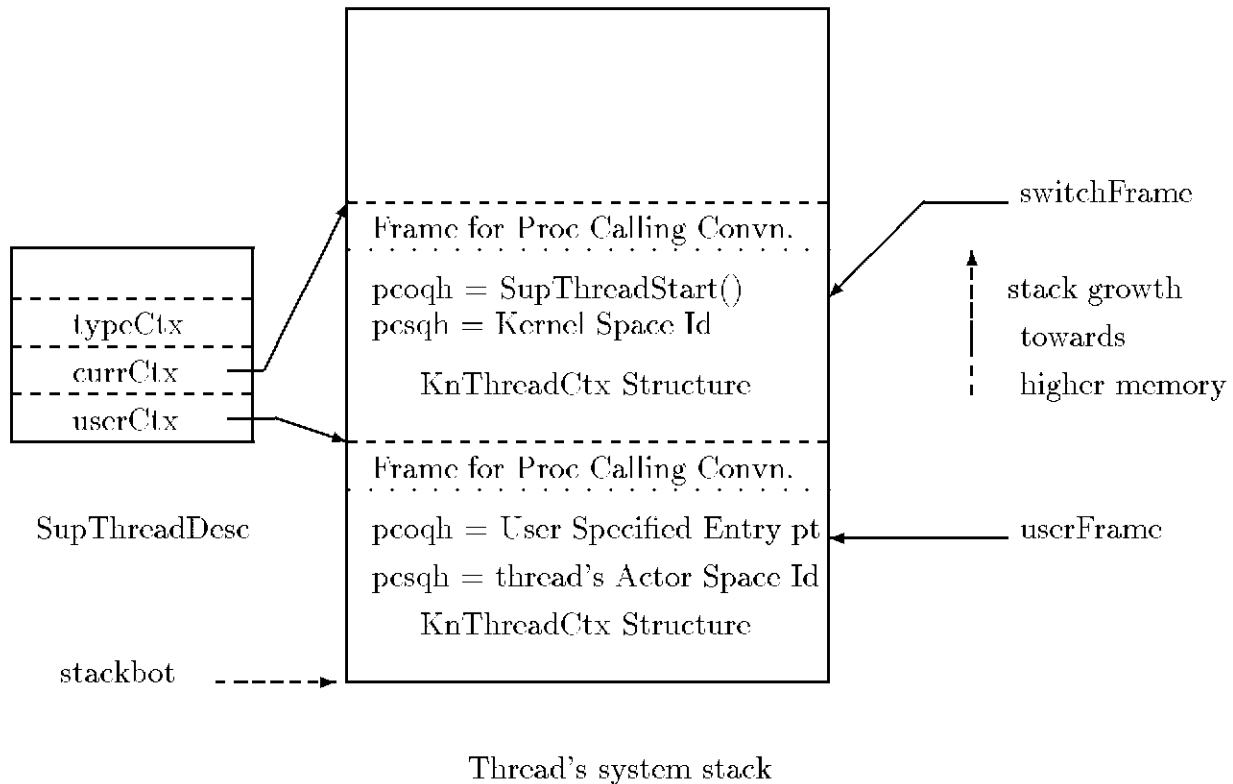 switchFrame
Frame for Proc Calling Convn.
pcoqh = SupThreadStart()
pcsqh = Kernel Space Id
KnThreadCtx Structure
stack growth
towards
higher memory
typeCtx
currCtx
userCtx
SupThreadDesc
Frame for Proc Calling Convn.
pcoqh = User Specified Entry pt
pcsqh = thread's Actor Space Id
KnThreadCtx Structure
userFrame
stackbot
Thread's system stack